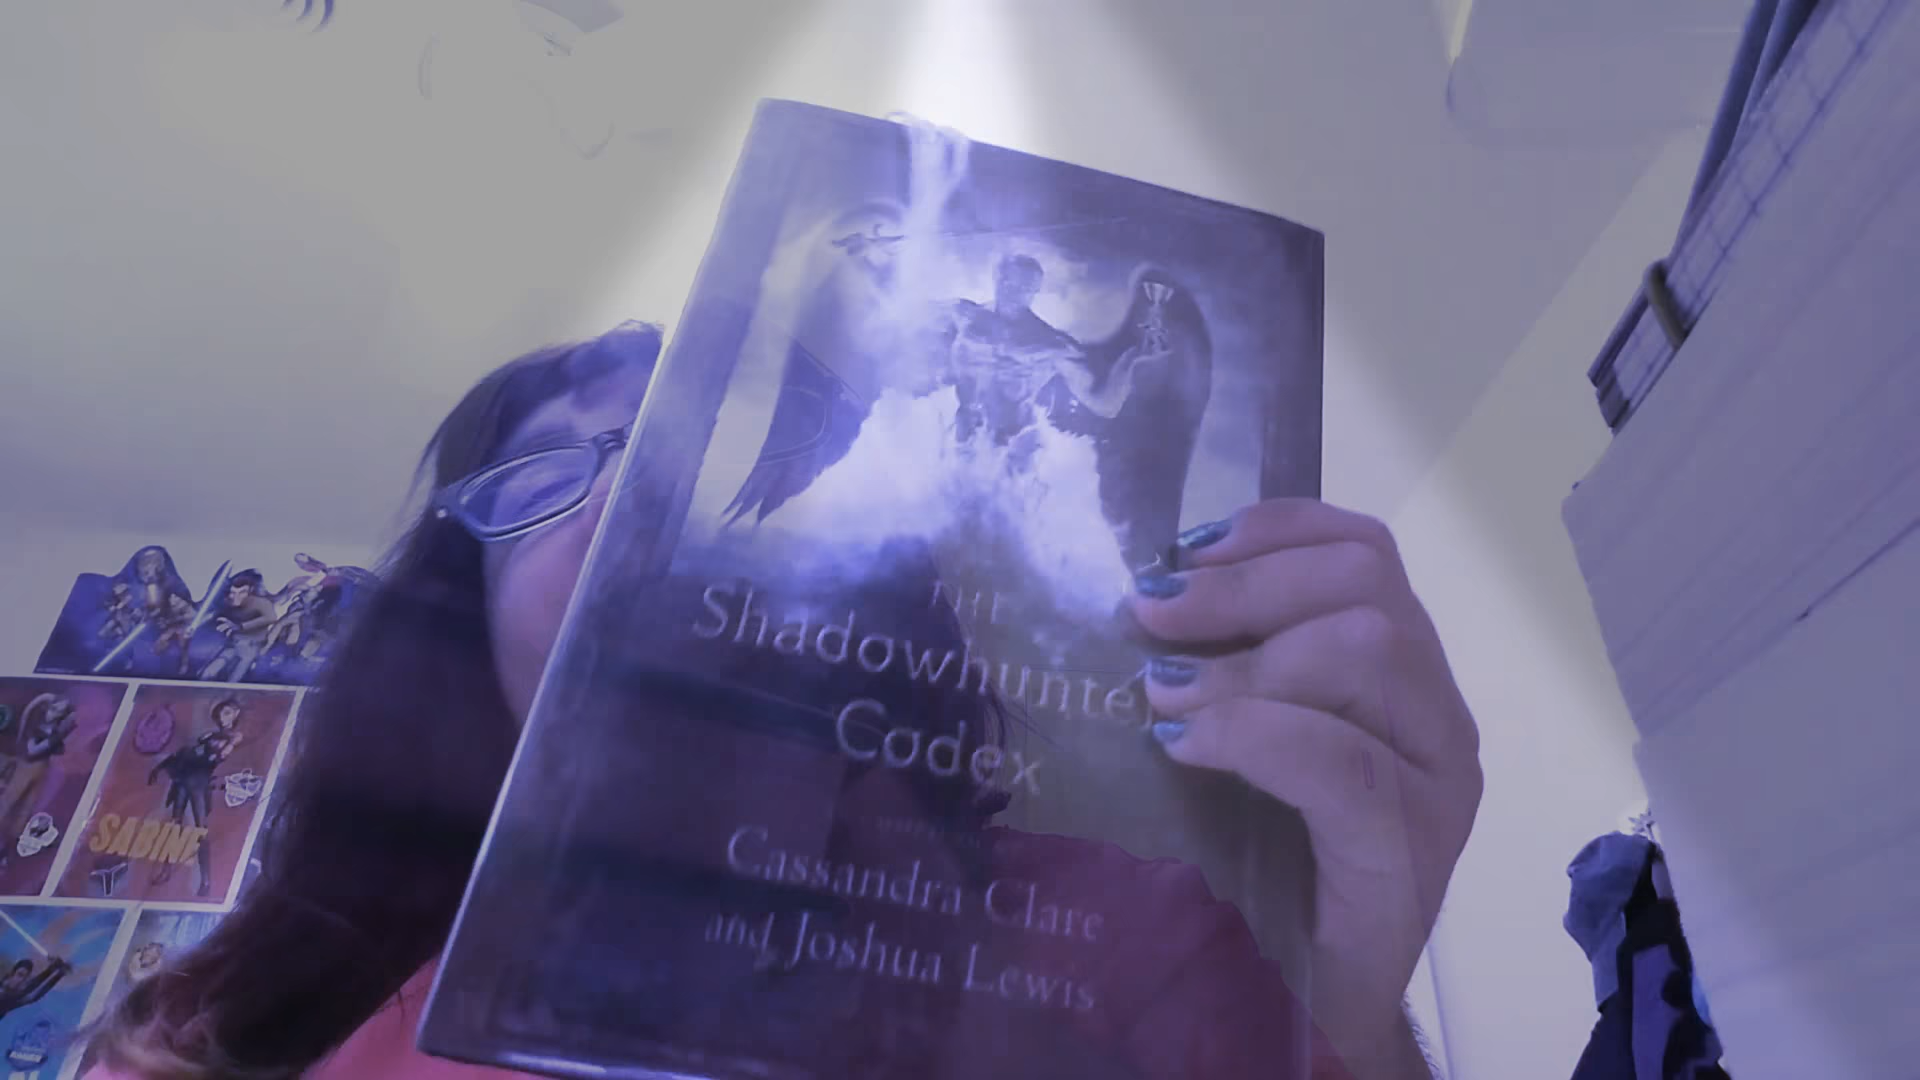 THE
Shadowhunter
Codex
Cassandra Clare
and Joshua Lewis
SABINE